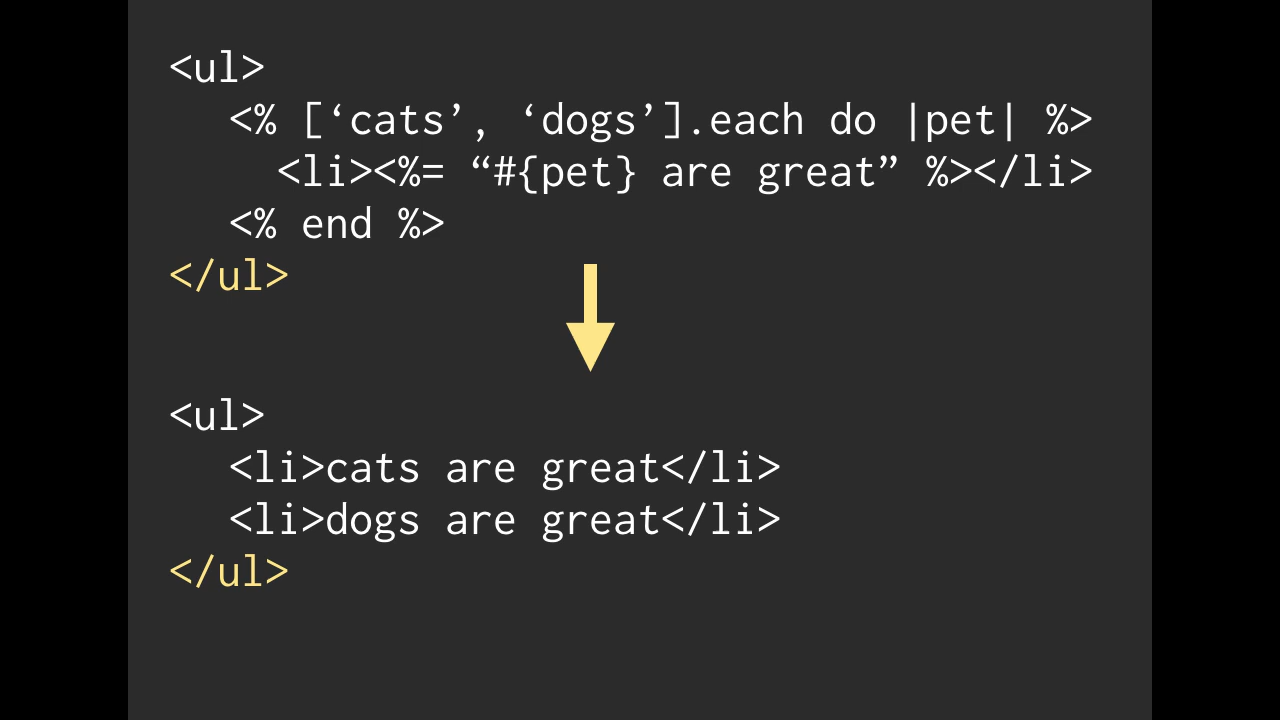 <ul>
<% [‘cats’, ‘dogs’].each do |pet| %>
<li><%= “#{pet} are great” %></li>
<% end %>
</ul>
<ul>
<li>cats are great</li>
<li>dogs are great</li>
</ul>